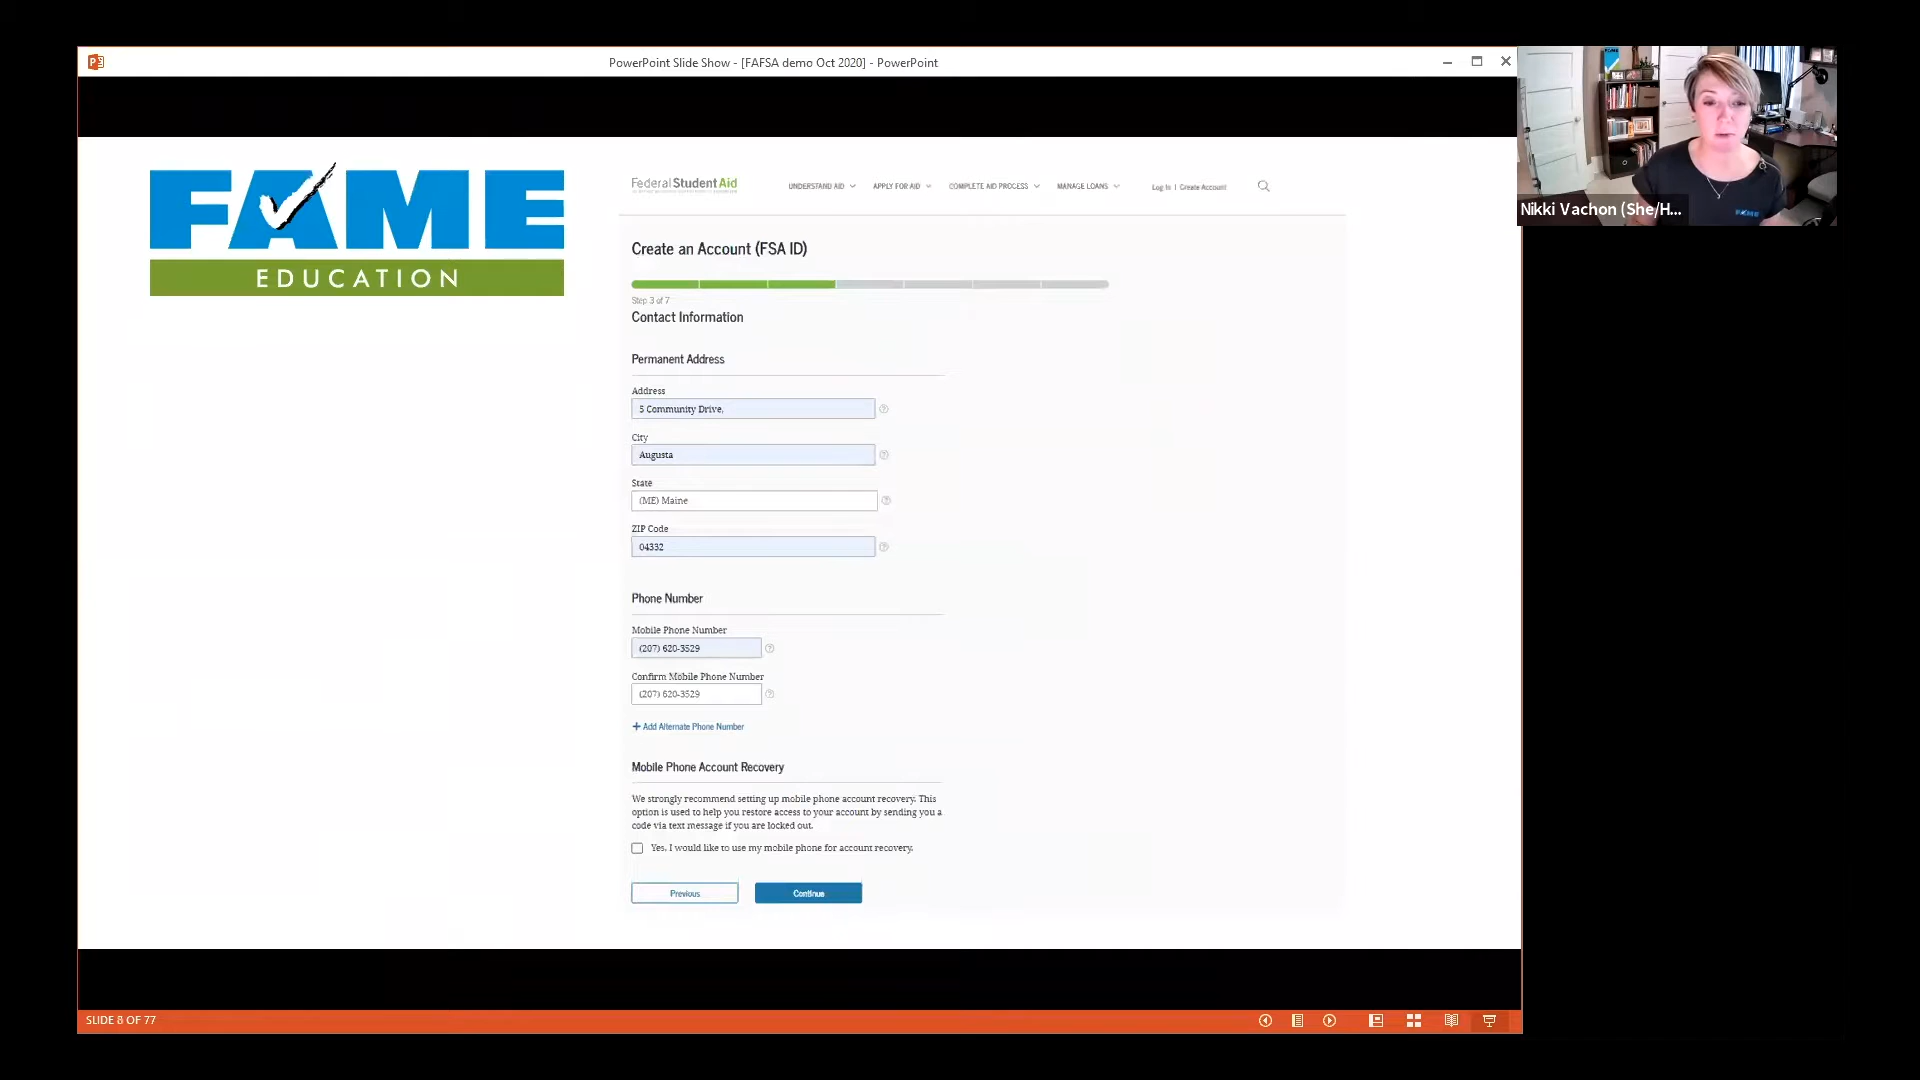 PowerPoint Slide Show - [FAFSA demo Oct 2020] - PowerPoint
Nikki Vachon (She/H...
FAME
EDUCATION
Federal Student Aid
UNDERSTAND AID
APPLY FOR AID
COMPLETE AID PROCESS
MANAGE LOANS
Log In | Create Account
Create an Account (FSA ID)
Step 3 of 7
Contact Information
Permanent Address
Address
5 Community Drive,
City
Augusta
State
(ME) Maine
ZIP Code
04332
Phone Number
Mobile Phone Number
(207) 620-3529
Confirm Mobile Phone Number
(207) 620-3529
+ Add Alternate Phone Number
Mobile Phone Account Recovery
We strongly recommend setting up mobile phone account recovery. This
option is used to help you restore access to your account by sending you a
code via text message if you are locked out.
Yes, I would like to use my mobile phone for account recovery.
Previous
Continue
SLIDE 8 OF 77